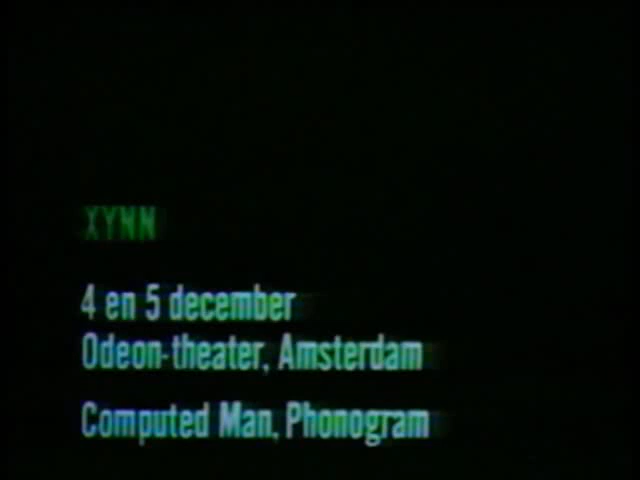 XYNN
4 en 5 december
Odeon-theater, Amsterdam
Computed Man, Phonogram